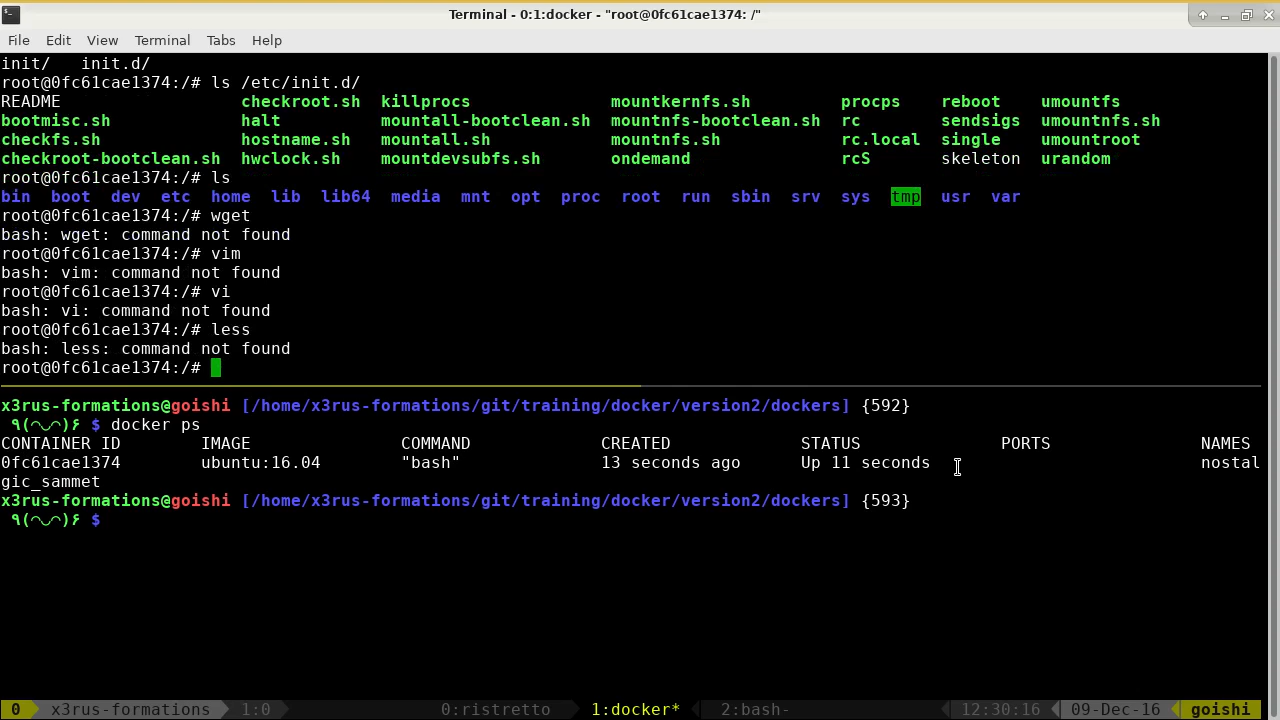 Terminal - 0:1:docker - "root@0fc61cae1374: /"
File Edit View Terminal Tabs Help
init/ init.d/
root@0fc61cae1374:/# ls /etc/init.d/
README checkroot.sh killprocs mountkernfs.sh procps reboot umountfs
bootmisc.sh halt mountall-bootclean.sh mountnfs-bootclean.sh rc sendsigs umountnfs.sh
checkfs.sh hostname.sh mountall.sh mountnfs.sh rc.local single umountroot
checkroot-bootclean.sh hwclock.sh mountdevsubfs.sh ondemand rcS skeleton urandom
root@0fc61cae1374:/# ls
bin boot dev etc home lib lib64 media mnt opt proc root run sbin srv sys tmp usr var
root@0fc61cae1374:/# wget
bash: wget: command not found
root@0fc61cae1374:/# vim
bash: vim: command not found
root@0fc61cae1374:/# vi
bash: vi: command not found
root@0fc61cae1374:/# less
bash: less: command not found
root@0fc61cae1374:/#
x3rus-formations@goishi [/home/x3rus-formations/git/training/docker/version2/dockers] {592}
٩(◠◡◠)۶ $ docker ps
CONTAINER ID IMAGE COMMAND CREATED STATUS PORTS NAMES
0fc61cae1374 ubuntu:16.04 "bash" 13 seconds ago Up 11 seconds nostal
gic_sammet
x3rus-formations@goishi [/home/x3rus-formations/git/training/docker/version2/dockers] {593}
٩(◠◡◠)۶ $
0 x3rus-formations 1:0 0:ristretto 1:docker* 2:bash- 12:30:16 09-Dec-16 goishi